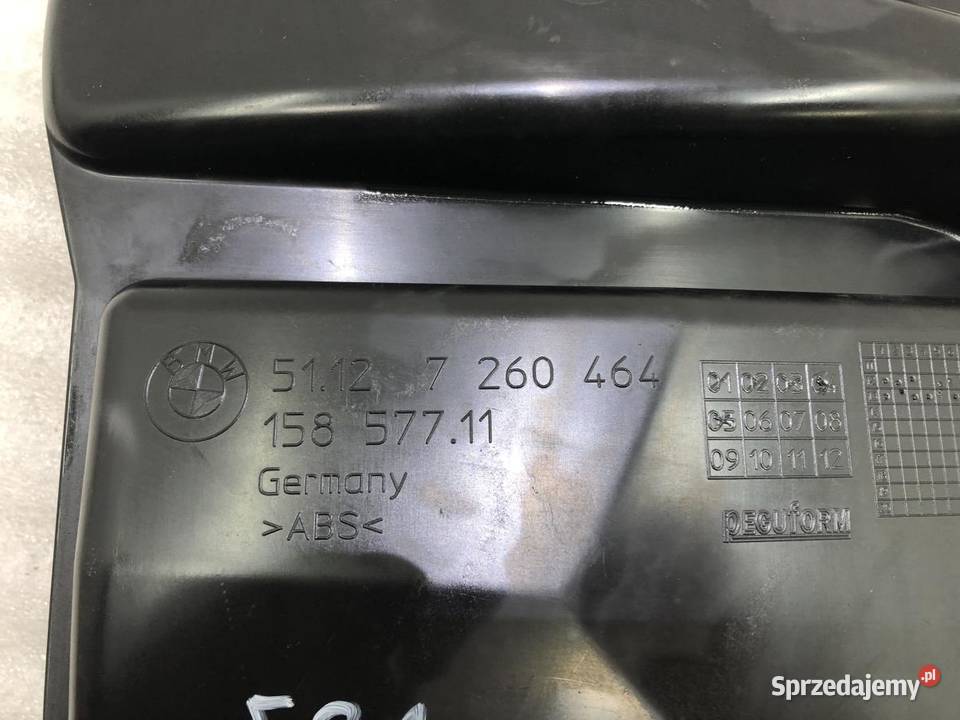 BMW
51.12 7 260 464
158 577.11
Germany
>ABS<
01 02 03 04
05 06 07 08
09 10 11 12
PEGUFORM
Sprzedajemy.pl